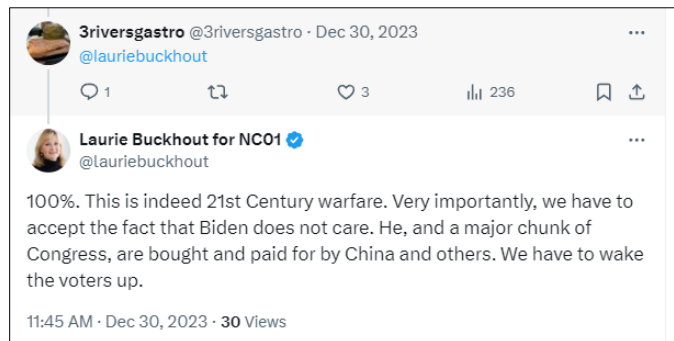 3riversgastro @3riversgastro · Dec 30, 2023
@lauriebuckhout
1 3 236
Laurie Buckhout for NC01
@lauriebuckhout
100%. This is indeed 21st Century warfare. Very importantly, we have to
accept the fact that Biden does not care. He, and a major chunk of
Congress, are bought and paid for by China and others. We have to wake
the voters up.
11:45 AM · Dec 30, 2023 · 30 Views